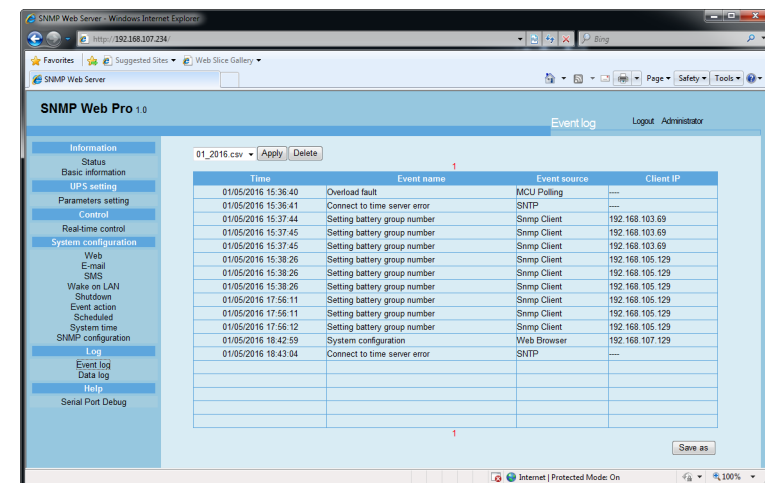 SNMP Web Server - Windows Internet Explorer
http://192.168.107.234/
Bing
Favorites Suggested Sites Web Slice Gallery
SNMP Web Server
Page Safety Tools
SNMP Web Pro 1.0
Event log
Logout Administrator
Information
Status
Basic information
UPS setting
Parameters setting
Control
Real-time control
System configuration
Web
E-mail
SMS
Wake on LAN
Shutdown
Event action
Scheduled
System time
SNMP configuration
Log
Event log
Data log
Help
Serial Port Debug
01_2016.csv Apply Delete
1
Time Event name Event source Client IP
01/05/2016 15:36:40 Overload fault MCU Polling ----
01/05/2016 15:36:41 Connect to time server error SNTP ----
01/05/2016 15:37:44 Setting battery group number Snmp Client 192.168.103.69
01/05/2016 15:37:45 Setting battery group number Snmp Client 192.168.103.69
01/05/2016 15:37:45 Setting battery group number Snmp Client 192.168.103.69
01/05/2016 15:38:26 Setting battery group number Snmp Client 192.168.105.129
01/05/2016 15:38:26 Setting battery group number Snmp Client 192.168.105.129
01/05/2016 15:38:26 Setting battery group number Snmp Client 192.168.105.129
01/05/2016 17:56:11 Setting battery group number Snmp Client 192.168.105.129
01/05/2016 17:56:11 Setting battery group number Snmp Client 192.168.105.129
01/05/2016 17:56:12 Setting battery group number Snmp Client 192.168.105.129
01/05/2016 18:42:59 System configuration Web Browser 192.168.107.129
01/05/2016 18:43:04 Connect to time server error SNTP ----
1
Save as
Internet | Protected Mode: On
100%